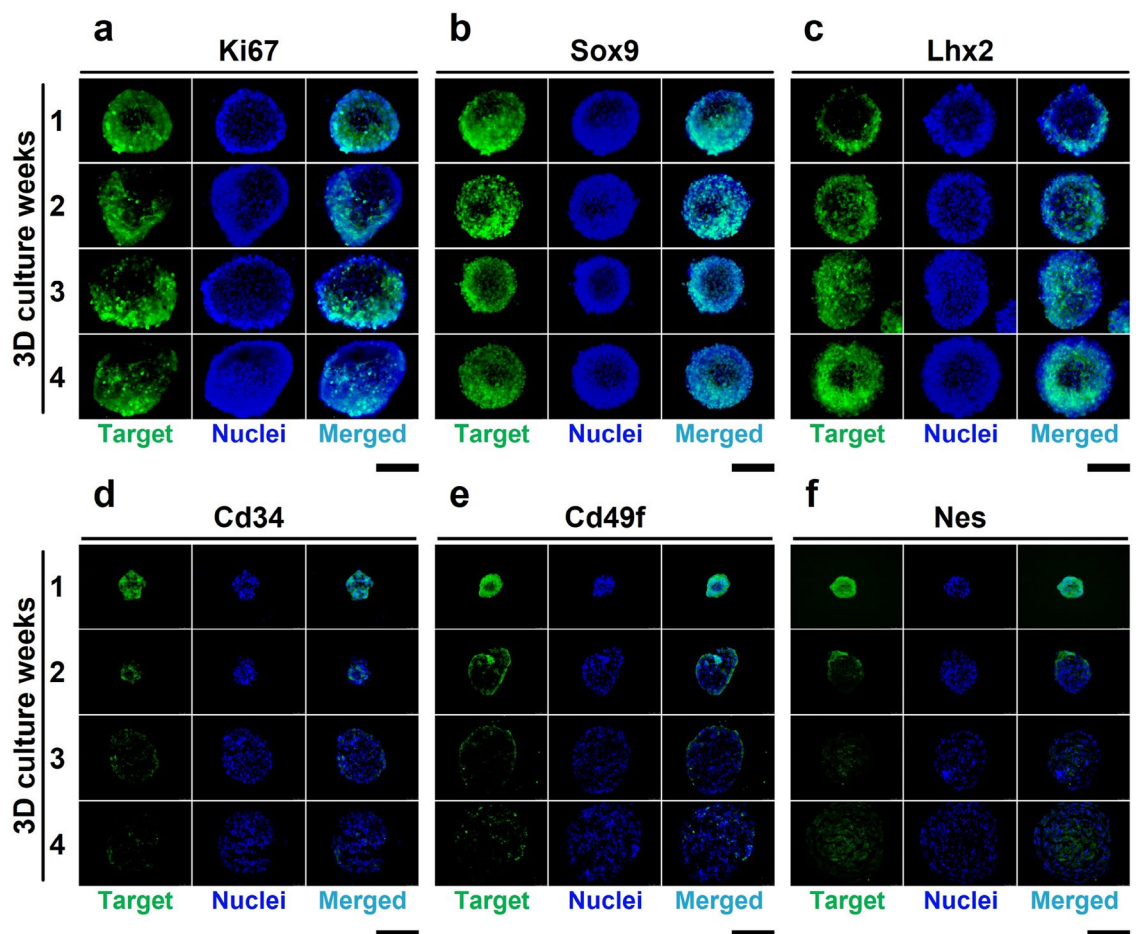 a
Ki67
b
Sox9
c
Lhx2
3D culture weeks
1
2
3
4
Target Nuclei Merged
Target Nuclei Merged
Target Nuclei Merged
d
Cd34
e
Cd49f
f
Nes
3D culture weeks
1
2
3
4
Target Nuclei Merged
Target Nuclei Merged
Target Nuclei Merged